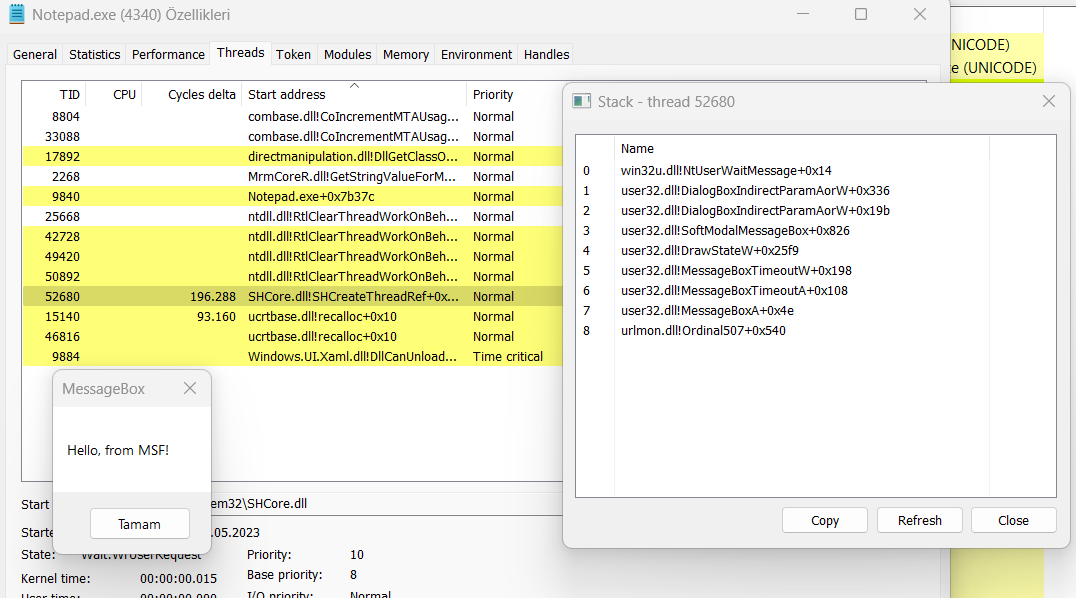 Notepad.exe (4340) Özellikleri
General Statistics Performance Threads Token Modules Memory Environment Handles
TID CPU Cycles delta Start address Priority
8804 combase.dll!CoIncrementMTAUsag... Normal
33088 combase.dll!CoIncrementMTAUsag... Normal
17892 directmanipulation.dll!DllGetClassO... Normal
2268 MrmCoreR.dll!GetStringValueForM... Normal
9840 Notepad.exe+0x7b37c Normal
25668 ntdll.dll!RtlClearThreadWorkOnBeh... Normal
42728 ntdll.dll!RtlClearThreadWorkOnBeh... Normal
49420 ntdll.dll!RtlClearThreadWorkOnBeh... Normal
50892 ntdll.dll!RtlClearThreadWorkOnBeh... Normal
52680 196.288 SHCore.dll!SHCreateThreadRef+0x... Normal
15140 93.160 ucrtbase.dll!recalloc+0x10 Normal
46816 ucrtbase.dll!recalloc+0x10 Normal
9884 Windows.UI.Xaml.dll!DllCanUnload... Time critical
MessageBox
Hello, from MSF!
Tamam
Start em32\SHCore.dll
Starte .05.2023
State: Wait:WrUserRequest Priority: 10
Base priority: 8
Kernel time: 00:00:00.015
User time: 00:00:00.000 I/O priority: Normal
NICODE)
e (UNICODE)
Stack - thread 52680
Name
0 win32u.dll!NtUserWaitMessage+0x14
1 user32.dll!DialogBoxIndirectParamAorW+0x336
2 user32.dll!DialogBoxIndirectParamAorW+0x19b
3 user32.dll!SoftModalMessageBox+0x826
4 user32.dll!DrawStateW+0x25f9
5 user32.dll!MessageBoxTimeoutW+0x198
6 user32.dll!MessageBoxTimeoutA+0x108
7 user32.dll!MessageBoxA+0x4e
8 urlmon.dll!Ordinal507+0x540
Copy Refresh Close